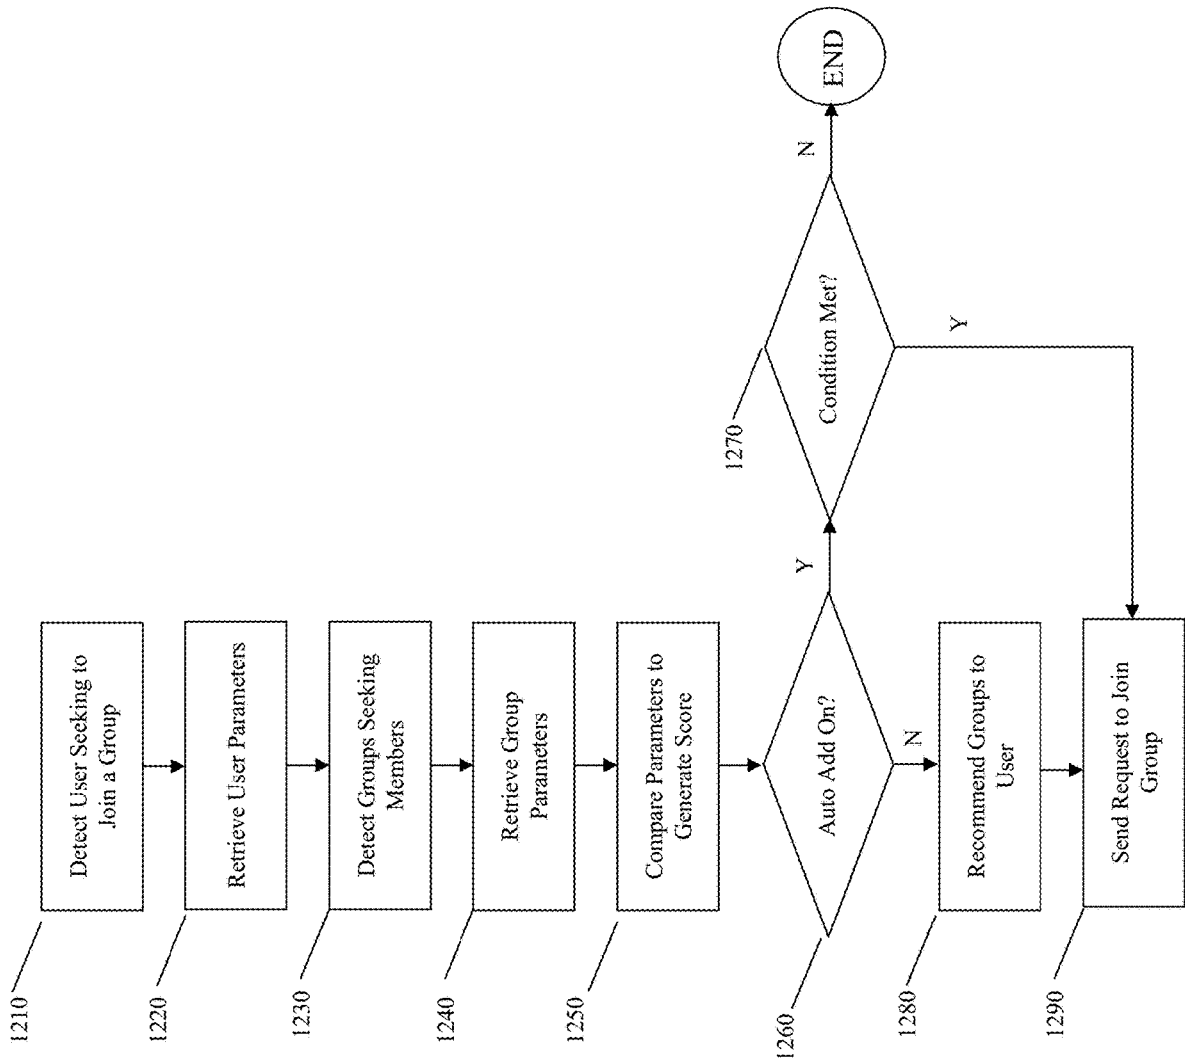 1210
Detect User Seeking to
Join a Group
1220
Retrieve User Parameters
1230
Detect Groups Seeking
Members
1240
Retrieve Group
Parameters
1250
Compare Parameters to
Generate Score
1260
Auto Add On?
Y
N
1270
Condition Met?
N
Y
END
1280
Recommend Groups to
User
1290
Send Request to Join
Group